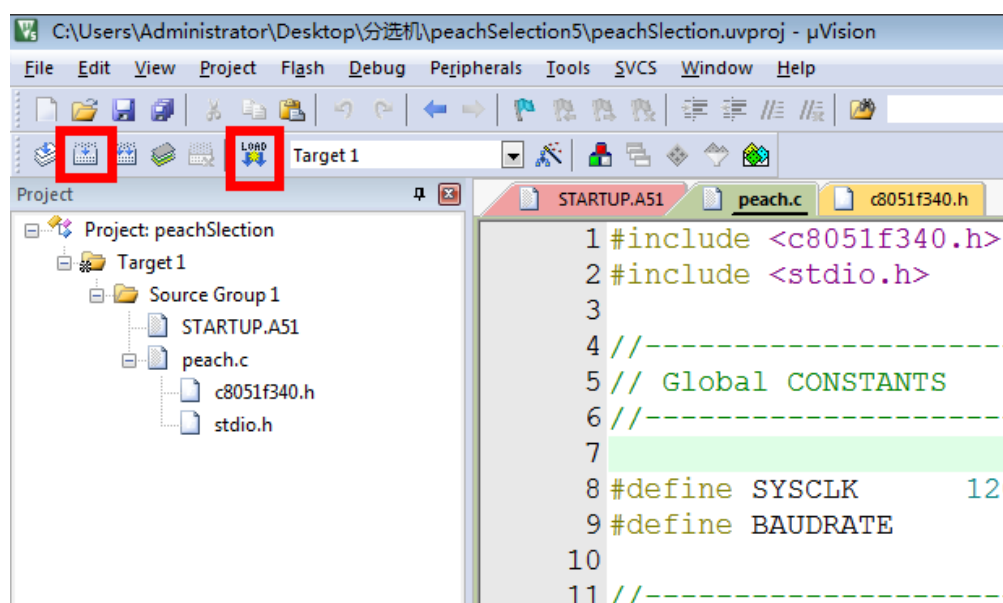 C:\Users\Administrator\Desktop\分选机\peachSelection5\peachSlection.uvproj - µVision
File Edit View Project Flash Debug Peripherals Tools SVCS Window Help
LOAD Target 1
Project
STARTUP.A51 peach.c c8051f340.h
Project: peachSlection
Target 1
Source Group 1
STARTUP.A51
peach.c
c8051f340.h
stdio.h
1 #include <c8051f340.h>
2 #include <stdio.h>
3
4 //--------------------
5 // Global CONSTANTS
6 //--------------------
7
8 #define SYSCLK 12
9 #define BAUDRATE
10
11 //--------------------